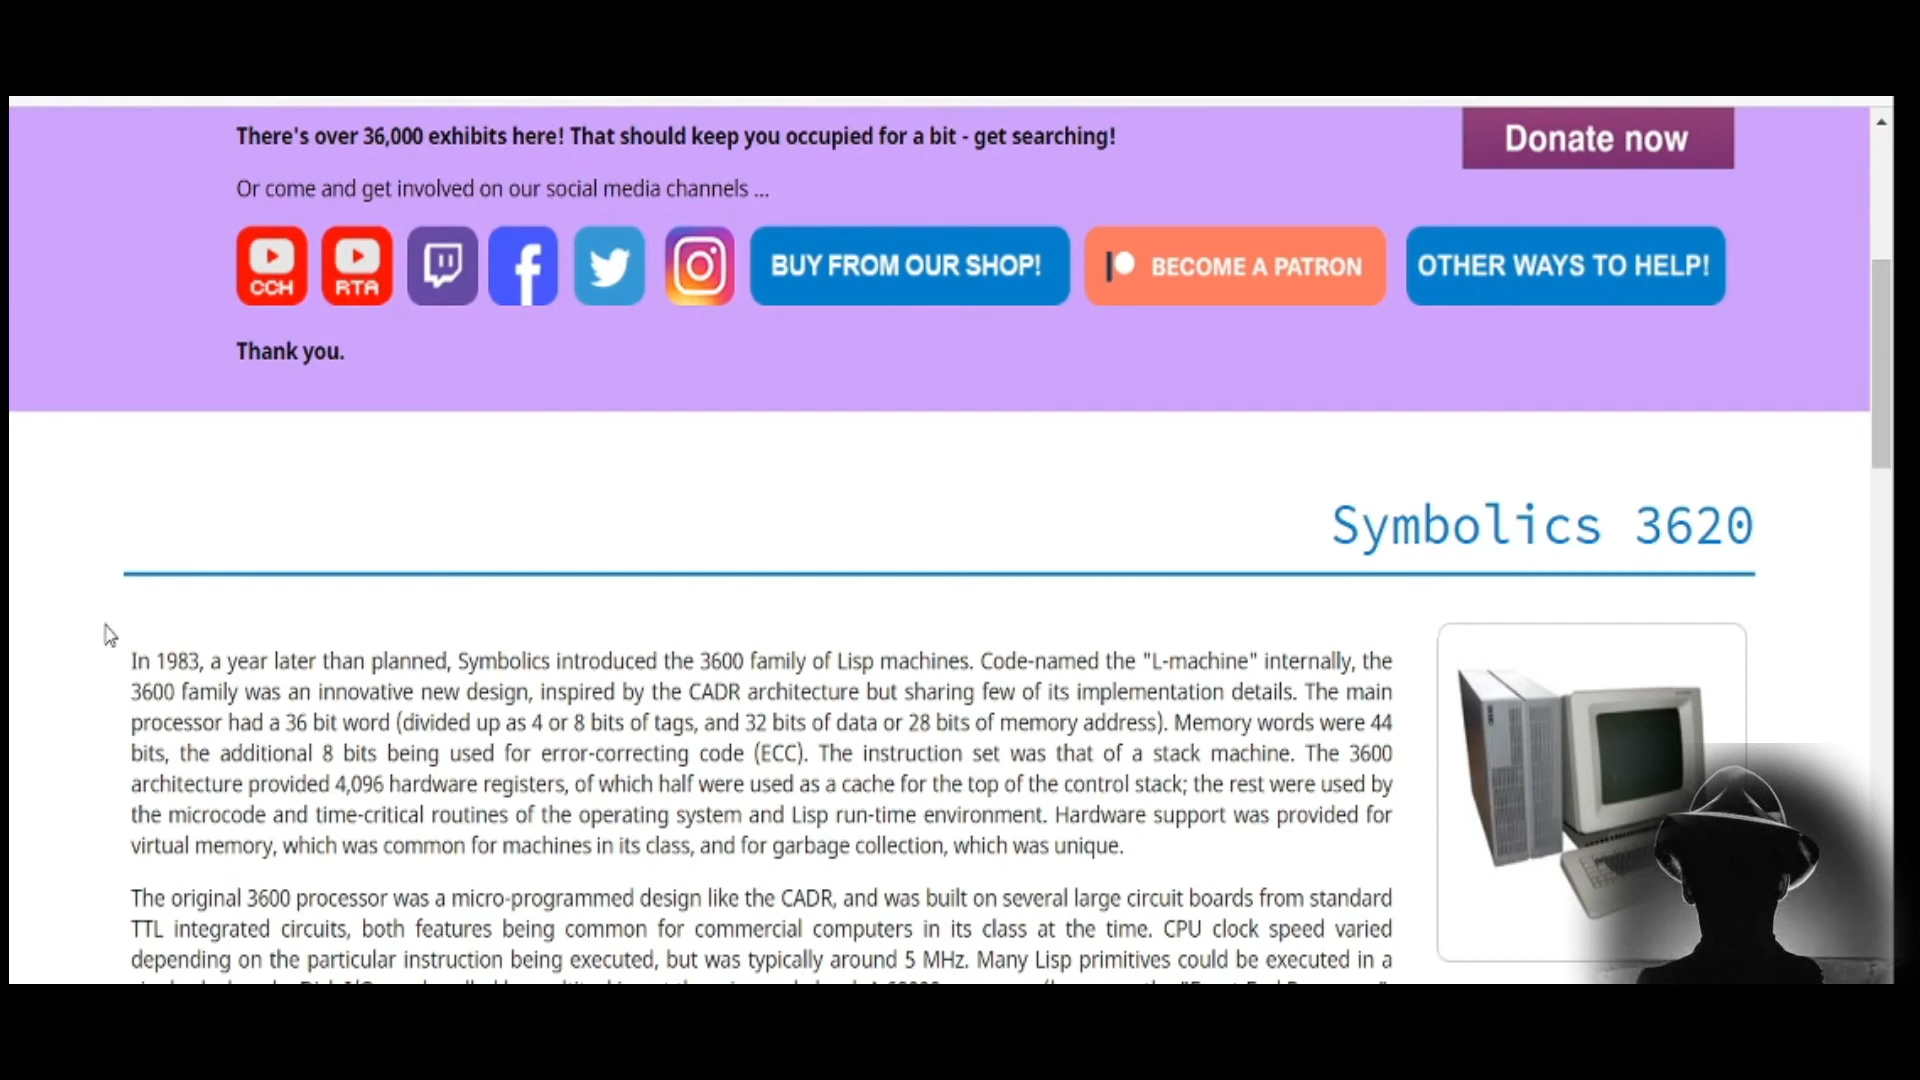 There's over 36,000 exhibits here! That should keep you occupied for a bit - get searching!
Donate now
Or come and get involved on our social media channels ...
CCH
RTA
BUY FROM OUR SHOP!
BECOME A PATRON
OTHER WAYS TO HELP!
Thank you.
Symbolics 3620
In 1983, a year later than planned, Symbolics introduced the 3600 family of Lisp machines. Code-named the "L-machine" internally, the
3600 family was an innovative new design, inspired by the CADR architecture but sharing few of its implementation details. The main
processor had a 36 bit word (divided up as 4 or 8 bits of tags, and 32 bits of data or 28 bits of memory address). Memory words were 44
bits, the additional 8 bits being used for error-correcting code (ECC). The instruction set was that of a stack machine. The 3600
architecture provided 4,096 hardware registers, of which half were used as a cache for the top of the control stack; the rest were used by
the microcode and time-critical routines of the operating system and Lisp run-time environment. Hardware support was provided for
virtual memory, which was common for machines in its class, and for garbage collection, which was unique.
The original 3600 processor was a micro-programmed design like the CADR, and was built on several large circuit boards from standard
TTL integrated circuits, both features being common for commercial computers in its class at the time. CPU clock speed varied
depending on the particular instruction being executed, but was typically around 5 MHz. Many Lisp primitives could be executed in a